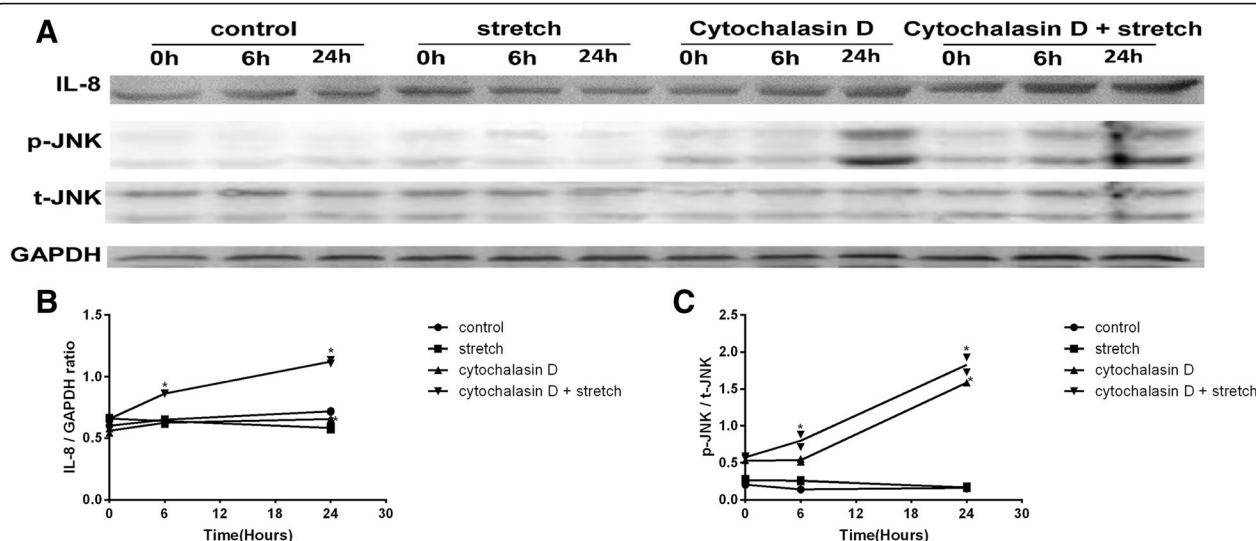 A
control stretch Cytochalasin D Cytochalasin D + stretch
0h 6h 24h 0h 6h 24h 0h 6h 24h 0h 6h 24h
IL-8
p-JNK
t-JNK
GAPDH
B
IL-8 / GAPDH ratio
1.5
1.0
0.5
0.0
0 6 12 18 24 30
Time(Hours)
* * *
control
stretch
cytochalasin D
cytochalasin D + stretch
C
p-JNK / t-JNK
2.5
2.0
1.5
1.0
0.5
0.0
0 6 12 18 24 30
Time(Hours)
* * *
control
stretch
cytochalasin D
cytochalasin D + stretch